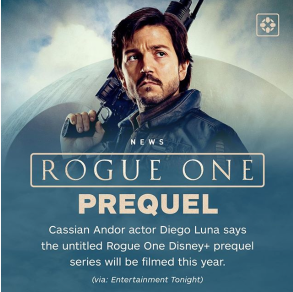 NEWS
ROGUE ONE
PREQUEL
Cassian Andor actor Diego Luna says
the untitled Rogue One Disney+ prequel
series will be filmed this year.
(via: Entertainment Tonight)